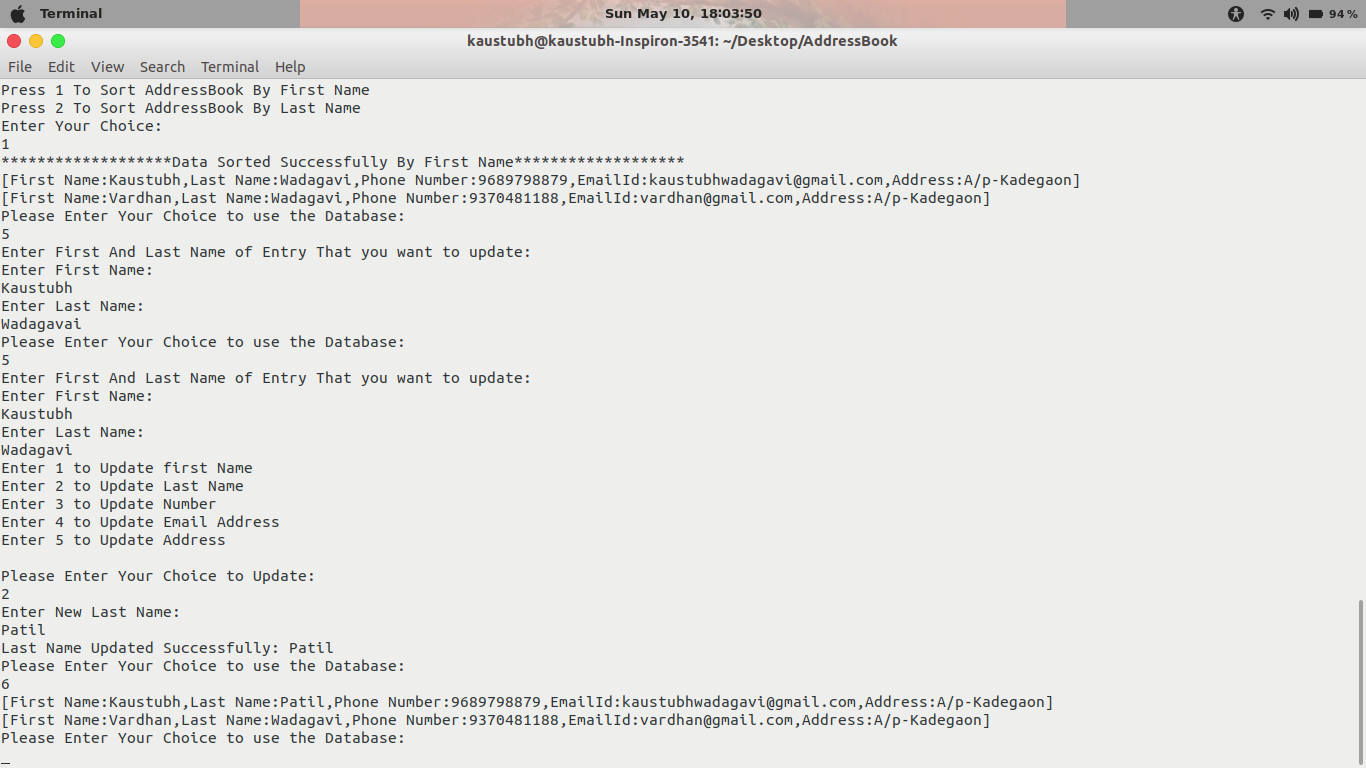 Terminal
Sun May 10, 18:03:50
94 %
kaustubh@kaustubh-Inspiron-3541: ~/Desktop/AddressBook
File Edit View Search Terminal Help
Press 1 To Sort AddressBook By First Name
Press 2 To Sort AddressBook By Last Name
Enter Your Choice:
1
*******************Data Sorted Successfully By First Name*******************
[First Name:Kaustubh,Last Name:Wadagavi,Phone Number:9689798879,EmailId:kaustubhwadagavi@gmail.com,Address:A/p-Kadegaon]
[First Name:Vardhan,Last Name:Wadagavi,Phone Number:9370481188,EmailId:vardhan@gmail.com,Address:A/p-Kadegaon]
Please Enter Your Choice to use the Database:
5
Enter First And Last Name of Entry That you want to update:
Enter First Name:
Kaustubh
Enter Last Name:
Wadagavai
Please Enter Your Choice to use the Database:
5
Enter First And Last Name of Entry That you want to update:
Enter First Name:
Kaustubh
Enter Last Name:
Wadagavi
Enter 1 to Update first Name
Enter 2 to Update Last Name
Enter 3 to Update Number
Enter 4 to Update Email Address
Enter 5 to Update Address
Please Enter Your Choice to Update:
2
Enter New Last Name:
Patil
Last Name Updated Successfully: Patil
Please Enter Your Choice to use the Database:
6
[First Name:Kaustubh,Last Name:Patil,Phone Number:9689798879,EmailId:kaustubhwadagavi@gmail.com,Address:A/p-Kadegaon]
[First Name:Vardhan,Last Name:Wadagavi,Phone Number:9370481188,EmailId:vardhan@gmail.com,Address:A/p-Kadegaon]
Please Enter Your Choice to use the Database: